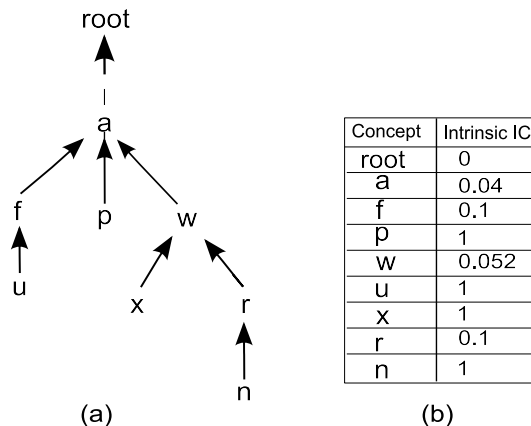 root
a
f p w
u x r
n
(a)
Concept Intrinsic IC
root 0
a 0.04
f 0.1
p 1
w 0.052
u 1
x 1
r 0.1
n 1
(b)